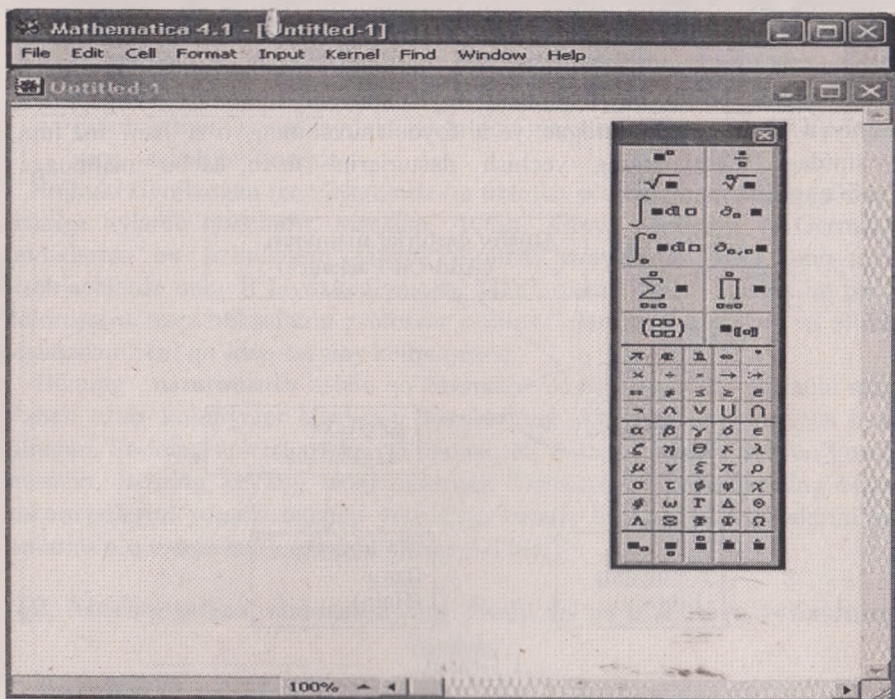 Mathematica 4.1 - [Untitled-1]
File Edit Cell Format Input Kernel Find Window Help
Untitled-1
π ∞ °
× ÷ × → :→
≠ ≤ ≥ ∈
¬ ∧ ∨ ∪ ∩
α β γ δ ϵ
ζ η θ κ λ
μ ν ξ π ρ
σ τ ϕ φ χ
ω Γ Δ Θ
Λ Ξ Φ Ω
100%